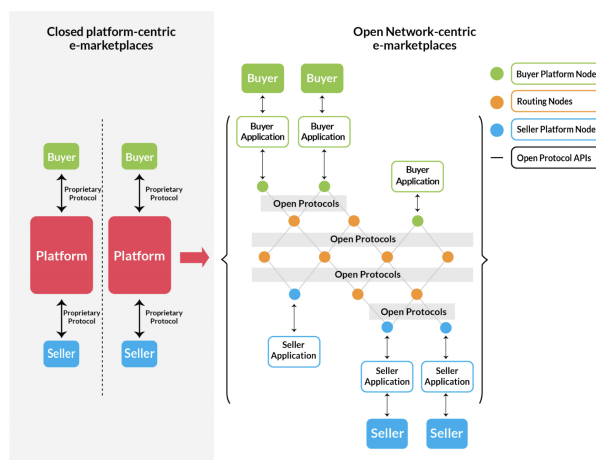 Closed platform-centric
e-marketplaces
Buyer
Buyer
Proprietary
Protocol
Proprietary
Protocol
Platform
Platform
Proprietary
Protocol
Proprietary
Protocol
Seller
Seller
Open Network-centric
e-marketplaces
Buyer
Buyer
Buyer
Application
Buyer
Application
Buyer
Application
Open Protocols
Open Protocols
Open Protocols
Open Protocols
Seller
Application
Seller
Application
Seller
Application
Seller
Seller
Buyer Platform Node
Routing Nodes
Seller Platform Node
Open Protocol APIs